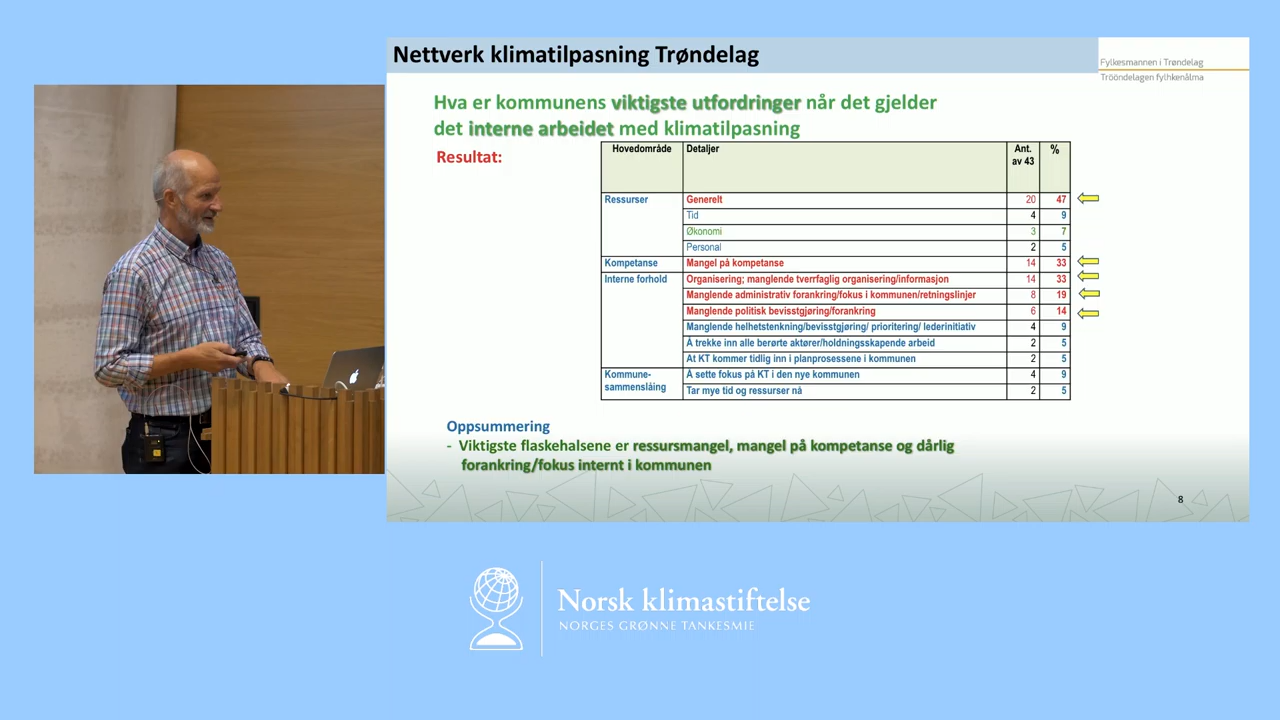 Nettverk klimatilpasning Trøndelag
Fylkesmannen i Trøndelag
Trööndelagen fylhkenålma
Hva er kommunens viktigste utfordringer når det gjelder
det interne arbeidet med klimatilpasning
Resultat:
Hovedområde Detaljer Ant. av 43 %
Ressurser Generelt 20 47
Tid 4 9
Økonomi 3 7
Personal 2 5
Kompetanse Mangel på kompetanse 14 33
Interne forhold Organisering; manglende tverrfaglig organisering/informasjon 14 33
Manglende administrativ forankring/fokus i kommunen/retningslinjer 8 19
Manglende politisk bevisstgjøring/forankring 6 14
Manglende helhetstenkning/bevisstgjøring/ prioritering/ lederinitiativ 4 9
Å trekke inn alle berørte aktører/holdningsskapende arbeid 2 5
At KT kommer tidlig inn i planprosessene i kommunen 2 5
Kommune- Å sette fokus på KT i den nye kommunen 4 9
sammenslåing Tar mye tid og ressurser nå 2 5
Oppsummering
- Viktigste flaskehalsene er ressursmangel, mangel på kompetanse og dårlig
forankring/fokus internt i kommunen
8
Norsk klimastiftelse
NORGES GRØNNE TANKESMIE